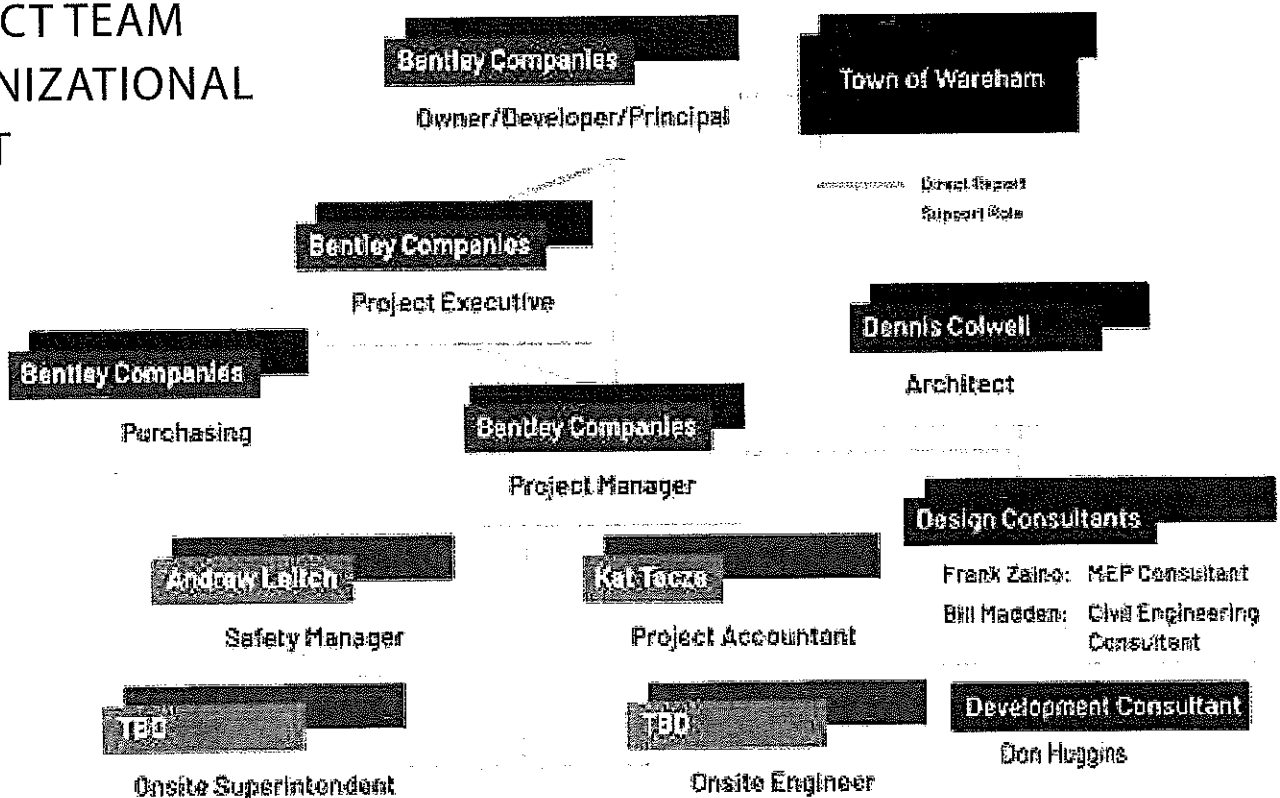 CT TEAM
NIZATIONAL
T
Bentley Companies
Owner/Developer/Principal
Town of Wareham
Direct Report
Support Role
Bentley Companies
Project Executive
Bentley Companies
Purchasing
Dennis Colwell
Architect
Bentley Companies
Project Manager
Design Consultants
Frank Zaino: MEP Consultant
Bill Madden: Civil Engineering
Consultant
Andrew Leitch
Safety Manager
Kat Tacze
Project Accountant
TBD
Onsite Superintendent
TBD
Onsite Engineer
Development Consultant
Don Huggins